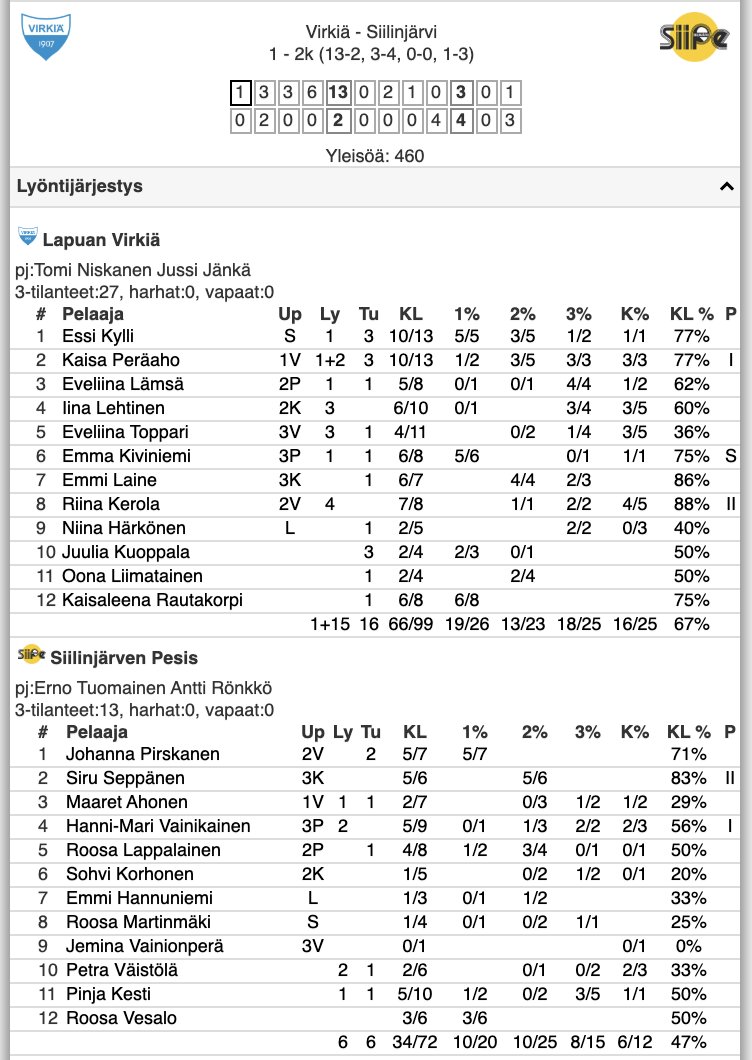 VIRKIÄ
1907
Virkiä - Siilinjärvi
SiiPe
1 - 2k (13-2, 3-4, 0-0, 1-3)
1 3 3 6 13 0 2 1 0 3 0 1
0 2 0 0 2 0 0 0 4 4 0 3
Yleisöä: 460
Lyöntijärjestys
Lapuan Virkiä
pj:Tomi Niskanen Jussi Jänkä
3-tilanteet:27, harhat:0, vapaat:0
# Pelaaja Up Ly Tu KL 1% 2% 3% K% KL % P
1 Essi Kylli S 1 3 10/13 5/5 3/5 1/2 1/1 77%
2 Kaisa Peräaho 1V 1+2 3 10/13 1/2 3/5 3/3 3/3 77% I
3 Eveliina Lämsä 2P 1 1 5/8 0/1 0/1 4/4 1/2 62%
4 Iina Lehtinen 2K 3 6/10 0/1 3/4 3/5 60%
5 Eveliina Toppari 3V 3 1 4/11 0/2 1/4 3/5 36%
6 Emma Kiviniemi 3P 1 1 6/8 5/6 0/1 1/1 75% S
7 Emmi Laine 3K 1 6/7 4/4 2/3 86%
8 Riina Kerola 2V 4 7/8 1/1 2/2 4/5 88% II
9 Niina Härkönen L 1 2/5 2/2 0/3 40%
10 Juulia Kuoppala 3 2/4 2/3 0/1 50%
11 Oona Liimatainen 1 2/4 2/4 50%
12 Kaisaleena Rautakorpi 1 6/8 6/8 75%
1+15 16 66/99 19/26 13/23 18/25 16/25 67%
SiiPe Siilinjärven Pesis
pj:Erno Tuomainen Antti Rönkkö
3-tilanteet:13, harhat:0, vapaat:0
# Pelaaja Up Ly Tu KL 1% 2% 3% K% KL % P
1 Johanna Pirskanen 2V 2 5/7 5/7 71%
2 Siru Seppänen 3K 5/6 5/6 83% II
3 Maaret Ahonen 1V 1 1 2/7 0/3 1/2 1/2 29%
4 Hanni-Mari Vainikainen 3P 2 5/9 0/1 1/3 2/2 2/3 56% I
5 Roosa Lappalainen 2P 1 4/8 1/2 3/4 0/1 0/1 50%
6 Sohvi Korhonen 2K 1/5 0/2 1/2 0/1 20%
7 Emmi Hannuniemi L 1/3 0/1 1/2 33%
8 Roosa Martinmäki S 1/4 0/1 0/2 1/1 25%
9 Jemina Vainionperä 3V 0/1 0/1 0%
10 Petra Väistölä 2 1 2/6 0/1 0/2 2/3 33%
11 Pinja Kesti 1 1 5/10 1/2 0/2 3/5 1/1 50%
12 Roosa Vesalo 3/6 3/6 50%
6 6 34/72 10/20 10/25 8/15 6/12 47%